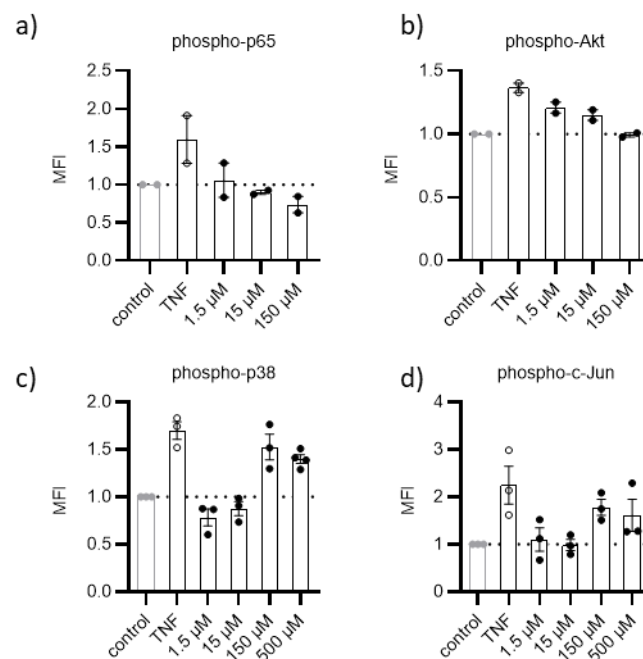 a)
phospho-p65
MFI
2.5
2.0
1.5
1.0
0.5
0.0
control
TNF
1.5 μM
15 μM
150 μM
b)
phospho-Akt
MFI
1.5
1.0
0.5
0.0
control
TNF
1.5 μM
15 μM
150 μM
c)
phospho-p38
MFI
2.0
1.5
1.0
0.5
0.0
control
TNF
1.5 μM
15 μM
150 μM
500 μM
d)
phospho-c-Jun
MFI
4
3
2
1
0
control
TNF
1.5 μM
15 μM
150 μM
500 μM